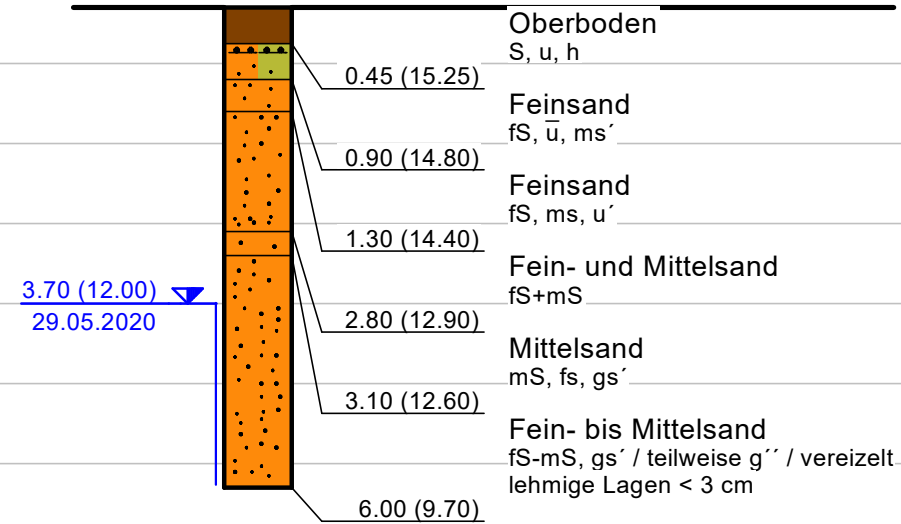 Oberboden
S, u, h
0.45 (15.25)
Feinsand
fS, u̅, ms´
0.90 (14.80)
Feinsand
fS, ms, u´
1.30 (14.40)
Fein- und Mittelsand
fS+mS
3.70 (12.00)
29.05.2020
2.80 (12.90)
Mittelsand
mS, fs, gs´
3.10 (12.60)
Fein- bis Mittelsand
fS-mS, gs´ / teilweise g´´ / vereizelt
lehmige Lagen < 3 cm
6.00 (9.70)